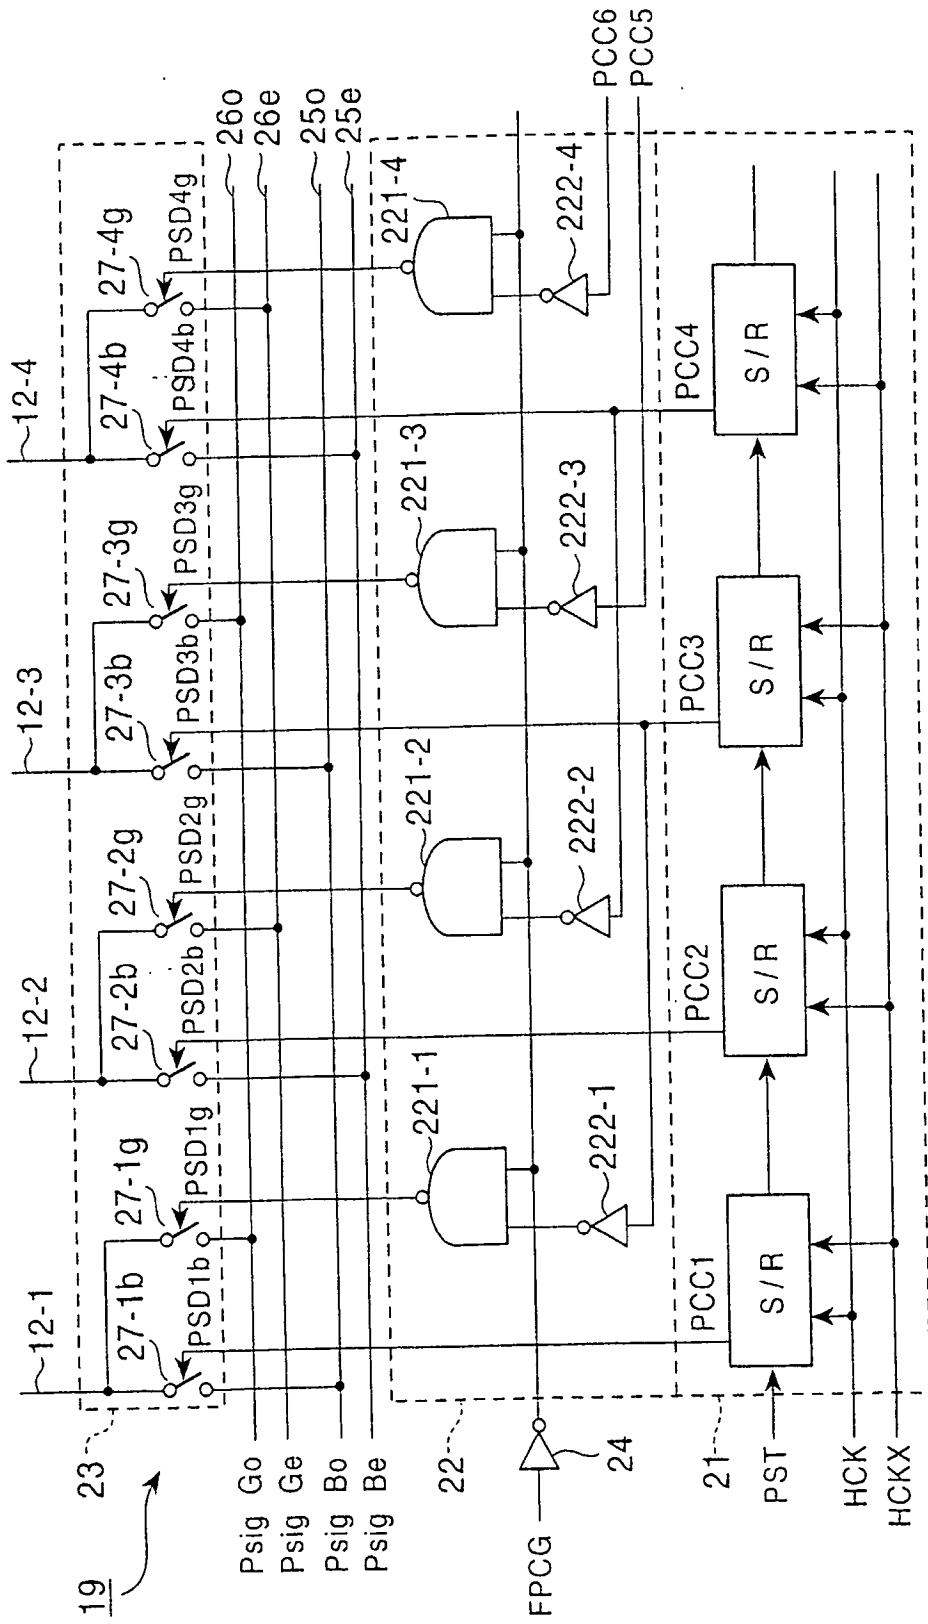 19
23
12-1
12-2
12-3
12-4
27-1b
27-1g
27-2b
27-2g
27-3b
27-3g
27-4b
27-4g
PSD1b
PSD1g
PSD2b
PSD2g
PSD3b
PSD3g
PSD4b
PSD4g
Psig Go
Psig Ge
Psig Bo
Psig Be
26o
26e
25o
25e
22
221-1
221-2
221-3
221-4
222-1
222-2
222-3
222-4
FPCG
24
PCC6
PCC5
21
PCC1
PCC2
PCC3
PCC4
S/R
S/R
S/R
S/R
PST
HCK
HCKX